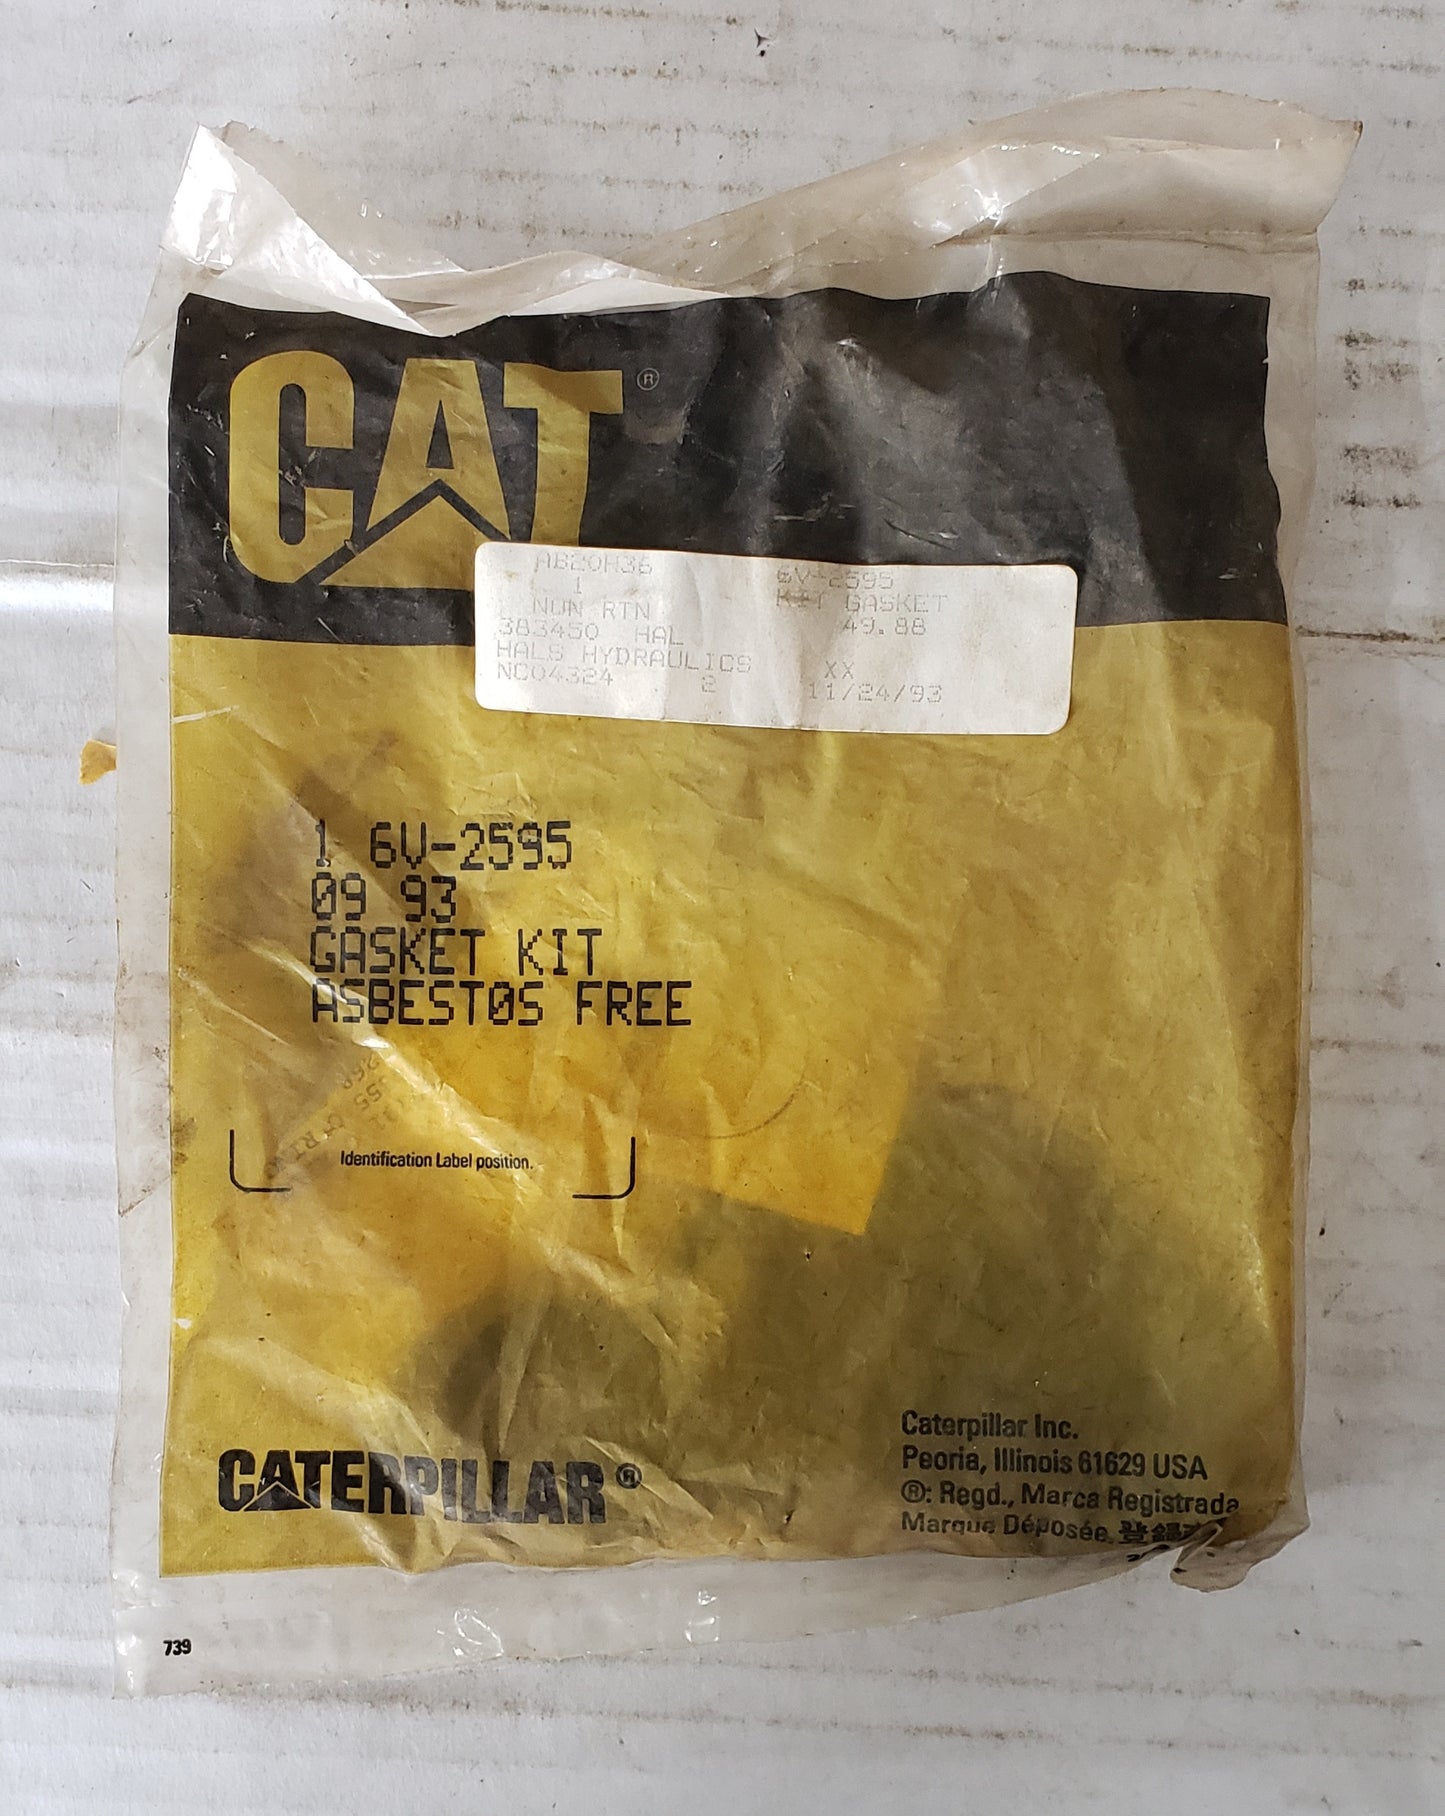 CAT®
AB20H36 6V-2595
1 KIT GASKET
NON RTN 49.88
383450 HAL
HALS HYDRAULICS XX
NC04324 2 11/24/93
1 6V-2595
09 93
GASKET KIT
ASBESTOS FREE
Identification Label position.
CATERPILLAR®
Caterpillar Inc.
Peoria, Illinois 61629 USA
®: Regd., Marca Registrada
Marque Déposée, 登録
739